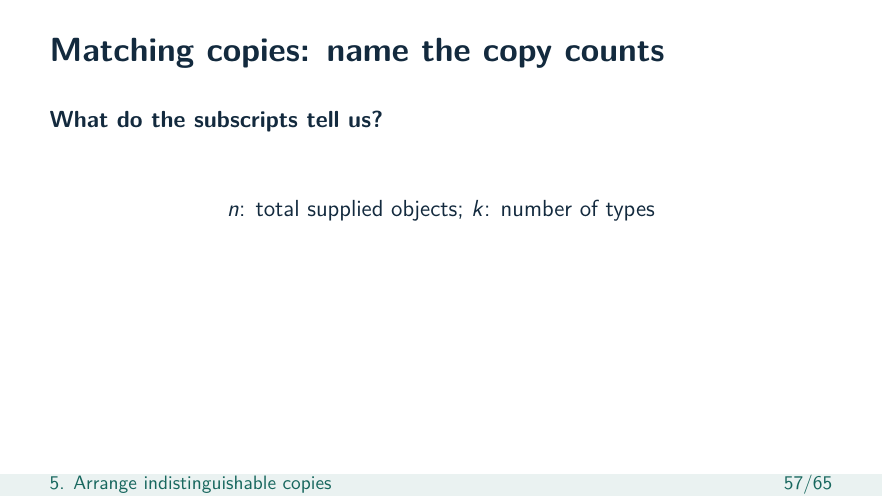 Matching copies: name the copy counts
What do the subscripts tell us?
n: total supplied objects; k: number of types
5. Arrange indistinguishable copies
57/65